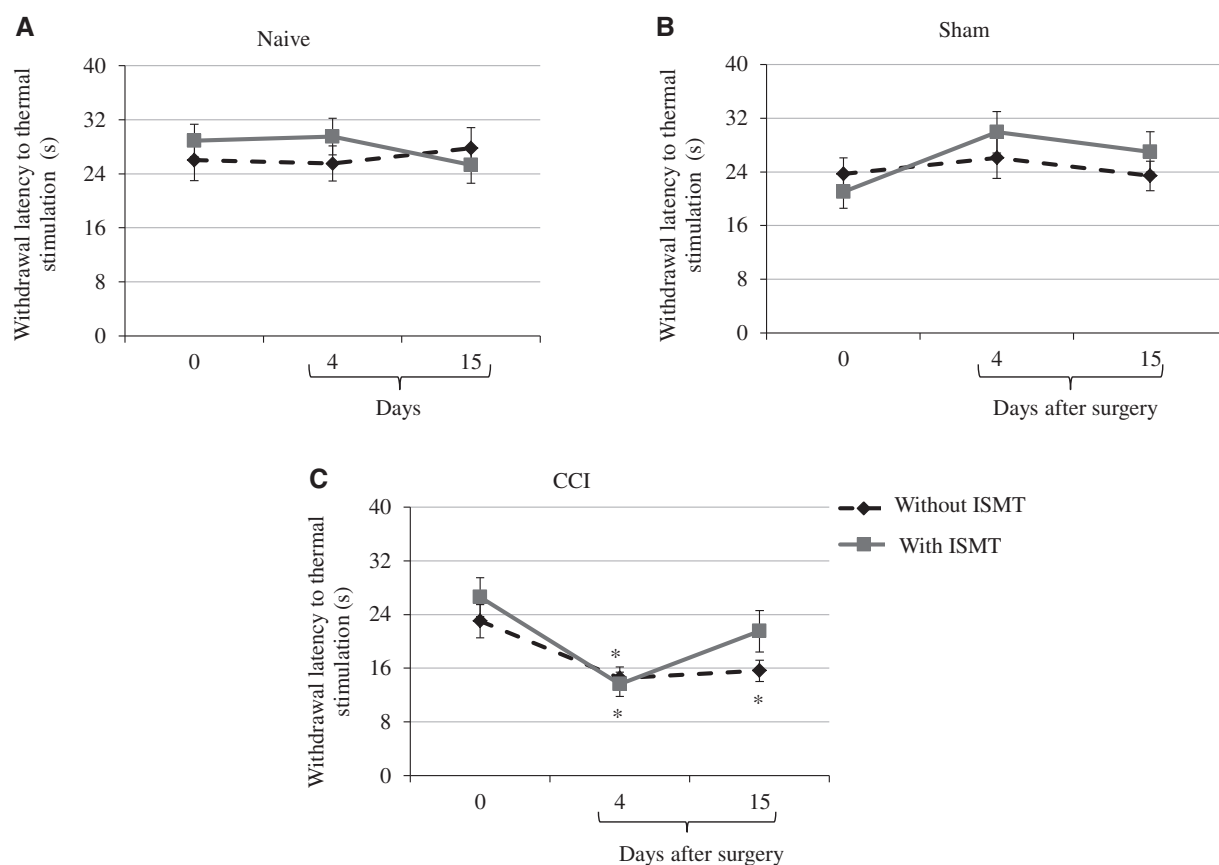 A
Naive
Withdrawal latency to thermal
stimulation (s)
40
32
24
16
8
0
0 4 15
Days
B
Sham
Withdrawal latency to thermal
stimulation (s)
40
32
24
16
8
0
0 4 15
Days after surgery
C
CCI
Withdrawal latency to thermal
stimulation (s)
40
32
24
16
8
0
*
*
*
0 4 15
Days after surgery
Without ISMT
With ISMT